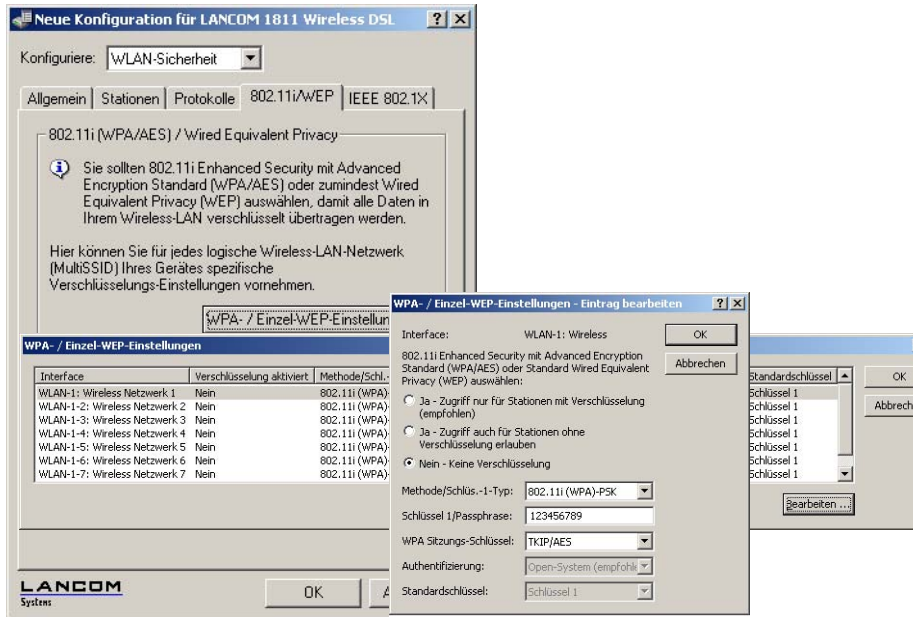 Neue Konfiguration für LANCOM 1811 Wireless DSL
Konfiguriere: WLAN-Sicherheit
Allgemein Stationen Protokolle 802.11i/WEP IEEE 802.1X
802.11i (WPA/AES) / Wired Equivalent Privacy
Sie sollten 802.11i Enhanced Security mit Advanced
Encryption Standard (WPA/AES) oder zumindest Wired
Equivalent Privacy (WEP) auswählen, damit alle Daten in
Ihrem Wireless-LAN verschlüsselt übertragen werden.
Hier können Sie für jedes logische Wireless-LAN-Netzwerk
(MultiSSID) Ihres Gerätes spezifische
Verschlüsselungs-Einstellungen vornehmen.
WPA- / Einzel-WEP-Einstellun
WPA- / Einzel-WEP-Einstellungen
Interface Verschlüsselung aktiviert Methode/Schl.- Standardschlüssel
WLAN-1: Wireless Netzwerk 1 Nein 802.11i (WPA)- Schlüssel 1
WLAN-1-2: Wireless Netzwerk 2 Nein 802.11i (WPA)- Schlüssel 1
WLAN-1-3: Wireless Netzwerk 3 Nein 802.11i (WPA)- Schlüssel 1
WLAN-1-4: Wireless Netzwerk 4 Nein 802.11i (WPA)- Schlüssel 1
WLAN-1-5: Wireless Netzwerk 5 Nein 802.11i (WPA)- Schlüssel 1
WLAN-1-6: Wireless Netzwerk 6 Nein 802.11i (WPA)- Schlüssel 1
WLAN-1-7: Wireless Netzwerk 7 Nein 802.11i (WPA)- Schlüssel 1
OK
Abbrech
Bearbeiten ...
WPA- / Einzel-WEP-Einstellungen - Eintrag bearbeiten
Interface: WLAN-1: Wireless
OK
Abbrechen
802.11i Enhanced Security mit Advanced Encryption
Standard (WPA/AES) oder Standard Wired Equivalent
Privacy (WEP) auswählen:
Ja - Zugriff nur für Stationen mit Verschlüsselung
(empfohlen)
Ja - Zugriff auch für Stationen ohne
Verschlüsselung erlauben
Nein - Keine Verschlüsselung
Methode/Schlüs.-1-Typ: 802.11i (WPA)-PSK
Schlüssel 1/Passphrase: 123456789
WPA Sitzungs-Schlüssel: TKIP/AES
Authentifizierung: Open-System (empfohle
Standardschlüssel: Schlüssel 1
LANCOM
Systems
OK
A